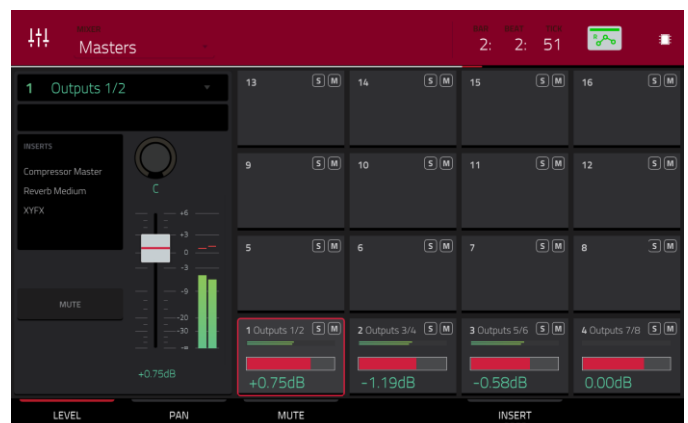 Masters
2: 2: 51
1 Outputs 1/2
INSERTS
Compressor Master
Reverb Medium
XYFX
C
+6
+3
0
-3
-9
-20
-30
MUTE
+0.75dB
13 S M
14 S M
15 S M
16 S M
9 S M
10 S M
11 S M
12 S M
5 S M
6 S M
7 S M
8 S M
1 Outputs 1/2 S M
+0.75dB
2 Outputs 3/4 S M
-1.19dB
3 Outputs 5/6 S M
-0.58dB
4 Outputs 7/8 S M
0.00dB
LEVEL PAN MUTE INSERT